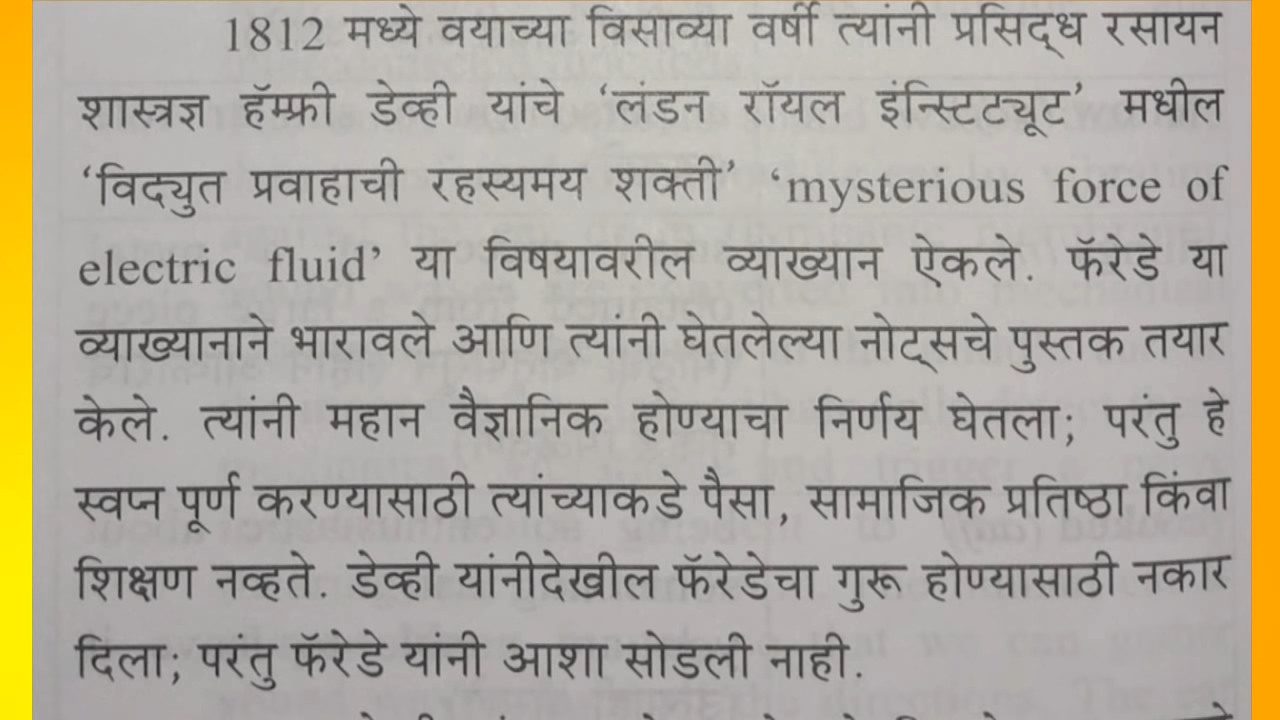 1812 मध्ये वयाच्या विसाव्या वर्षी त्यांनी प्रसिद्ध रसायन
शास्त्रज्ञ हॅम्फ्री डेव्ही यांचे ‘लंडन रॉयल इंन्स्टिटच्यूट’ मधील
‘विद्युत प्रवाहाची रहस्यमय शक्ती’ ‘mysterious force of
electric fluid’ या विषयावरील व्याख्यान ऐकले. फॅरेडे या
व्याख्यानाने भारावले आणि त्यांनी घेतलेल्या नोट्सचे पुस्तक तयार
केले. त्यांनी महान वैज्ञानिक होण्याचा निर्णय घेतला; परंतु हे
स्वप्न पूर्ण करण्यासाठी त्यांच्याकडे पैसा, सामाजिक प्रतिष्ठा किंवा
शिक्षण नव्हते. डेव्ही यांनीदेखील फॅरेडेचा गुरू होण्यासाठी नकार
दिला; परंतु फॅरेडे यांनी आशा सोडली नाही.